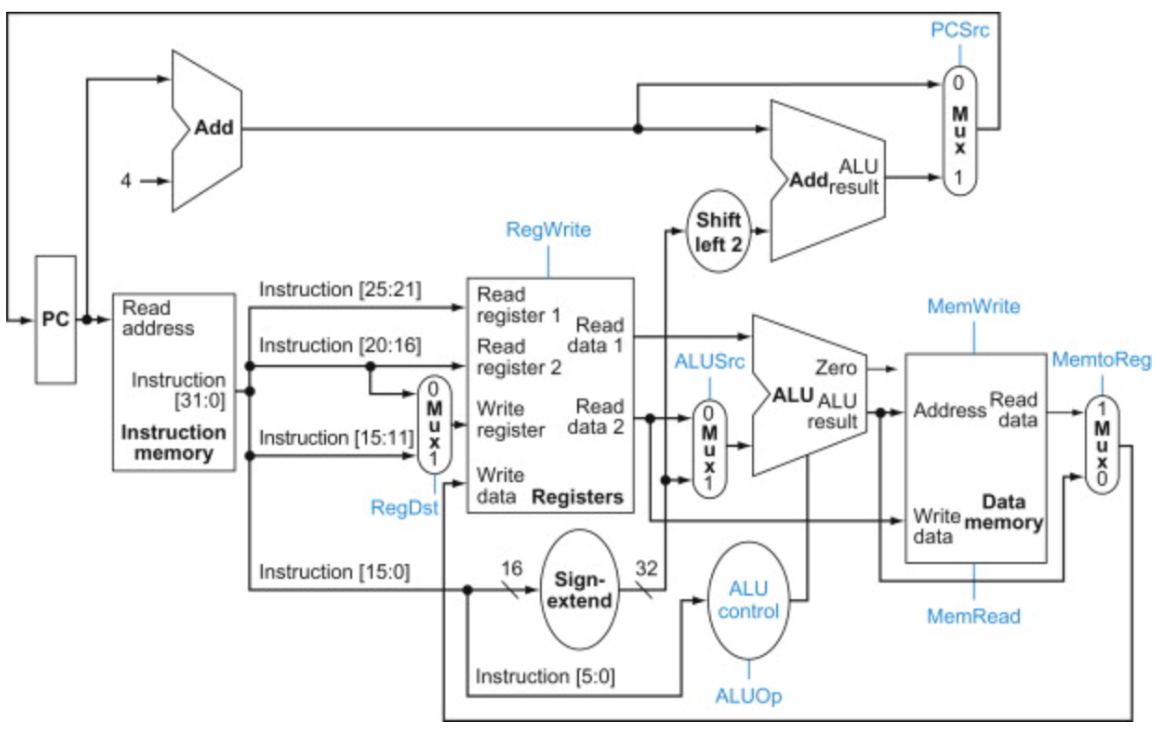 PCSrc
0
M
u
x
1
Add
4
Add
ALU
result
Shift
left 2
RegWrite
PC
Read
address
Instruction
[31:0]
Instruction
memory
Instruction [25:21]
Instruction [20:16]
Instruction [15:11]
Instruction [15:0]
Instruction [5:0]
0
M
u
x
1
RegDst
Read
register 1
Read
register 2
Write
register
Write
data
Read
data 1
Read
data 2
Registers
16
Sign-
extend
32
ALUSrc
0
M
u
x
1
Zero
ALU
ALU
result
ALU
control
ALUOp
MemWrite
Address
Read
data
Write
data
Data
memory
MemRead
MemtoReg
1
M
u
x
0